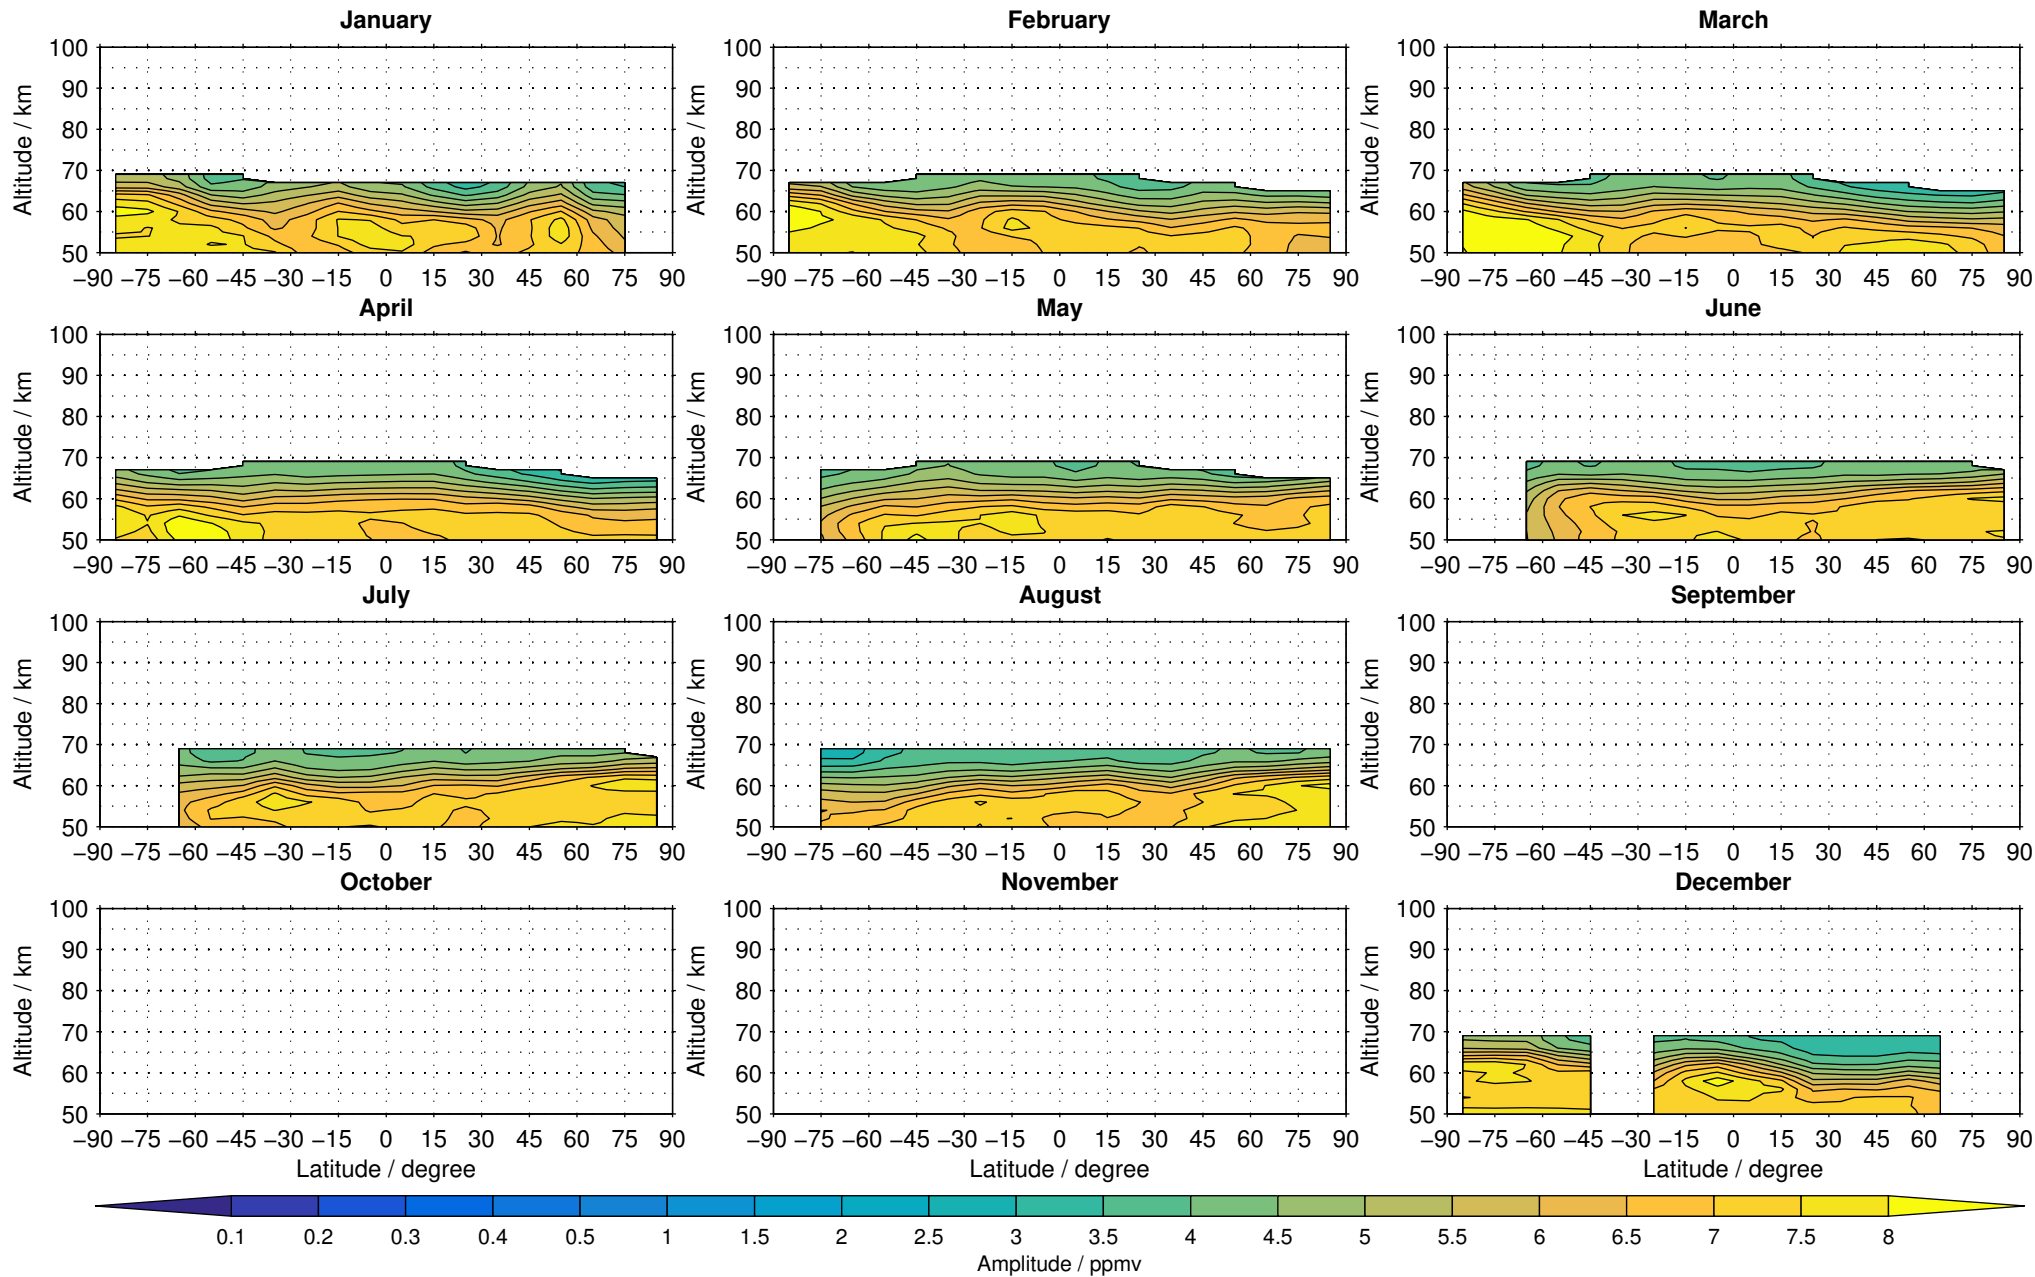 January February March
100 100 100
90 90 90
80 80 80
70 70 70
60 60 60
50 50 50
Altitude / km Altitude / km Altitude / km
−90 −75 −60 −45 −30 −15 0 15 30 45 60 75 90 −90 −75 −60 −45 −30 −15 0 15 30 45 60 75 90 −90 −75 −60 −45 −30 −15 0 15 30 45 60 75 90
April May June
100 100 100
90 90 90
80 80 80
70 70 70
60 60 60
50 50 50
Altitude / km Altitude / km Altitude / km
−90 −75 −60 −45 −30 −15 0 15 30 45 60 75 90 −90 −75 −60 −45 −30 −15 0 15 30 45 60 75 90 −90 −75 −60 −45 −30 −15 0 15 30 45 60 75 90
July August September
100 100 100
90 90 90
80 80 80
70 70 70
60 60 60
50 50 50
Altitude / km Altitude / km Altitude / km
−90 −75 −60 −45 −30 −15 0 15 30 45 60 75 90 −90 −75 −60 −45 −30 −15 0 15 30 45 60 75 90 −90 −75 −60 −45 −30 −15 0 15 30 45 60 75 90
October November December
100 100 100
90 90 90
80 80 80
70 70 70
60 60 60
50 50 50
Altitude / km Altitude / km Altitude / km
−90 −75 −60 −45 −30 −15 0 15 30 45 60 75 90 −90 −75 −60 −45 −30 −15 0 15 30 45 60 75 90 −90 −75 −60 −45 −30 −15 0 15 30 45 60 75 90
Latitude / degree Latitude / degree Latitude / degree
0.1 0.2 0.3 0.4 0.5 1 1.5 2 2.5 3 3.5 4 4.5 5 5.5 6 6.5 7 7.5 8
Amplitude / ppmv